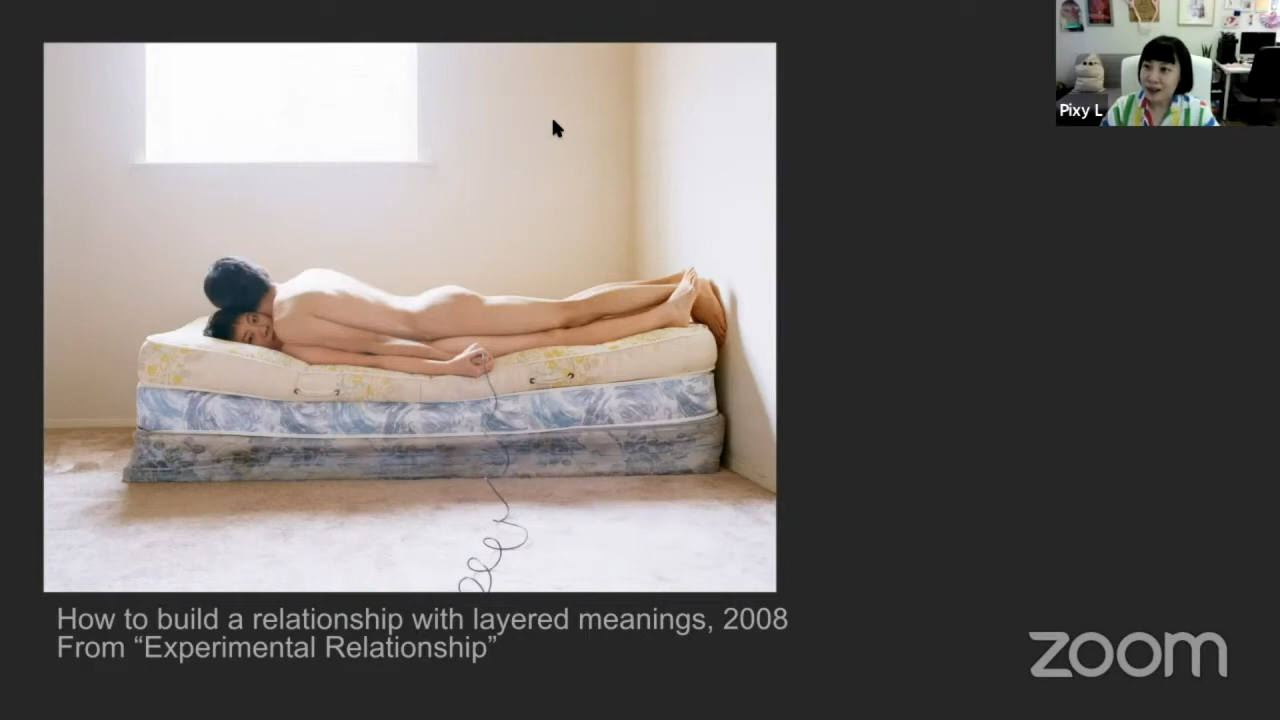 Pixy L
How to build a relationship with layered meanings, 2008
From “Experimental Relationship”
zoom